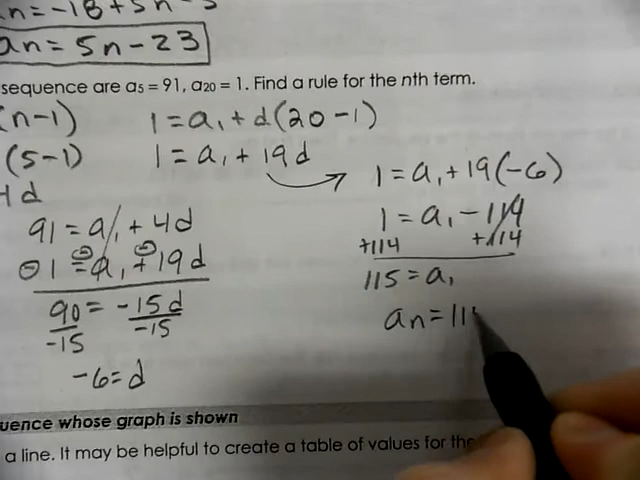 an = -18 + 5n - 5
an = 5n - 23
sequence are a5 = 91, a20 = 1. Find a rule for the nth term.
(n-1)
(5-1)
4d
91 = a1 + 4d
⊖ 1 = a1 + 19d
90 = -15d
-15 -15
-6 = d
1 = a1 + d(20-1)
1 = a1 + 19d
1 = a1 + 19(-6)
1 = a1 - 114
+114 +114
115 = a1
an = 11
uence whose graph is shown
a line. It may be helpful to create a table of values for the